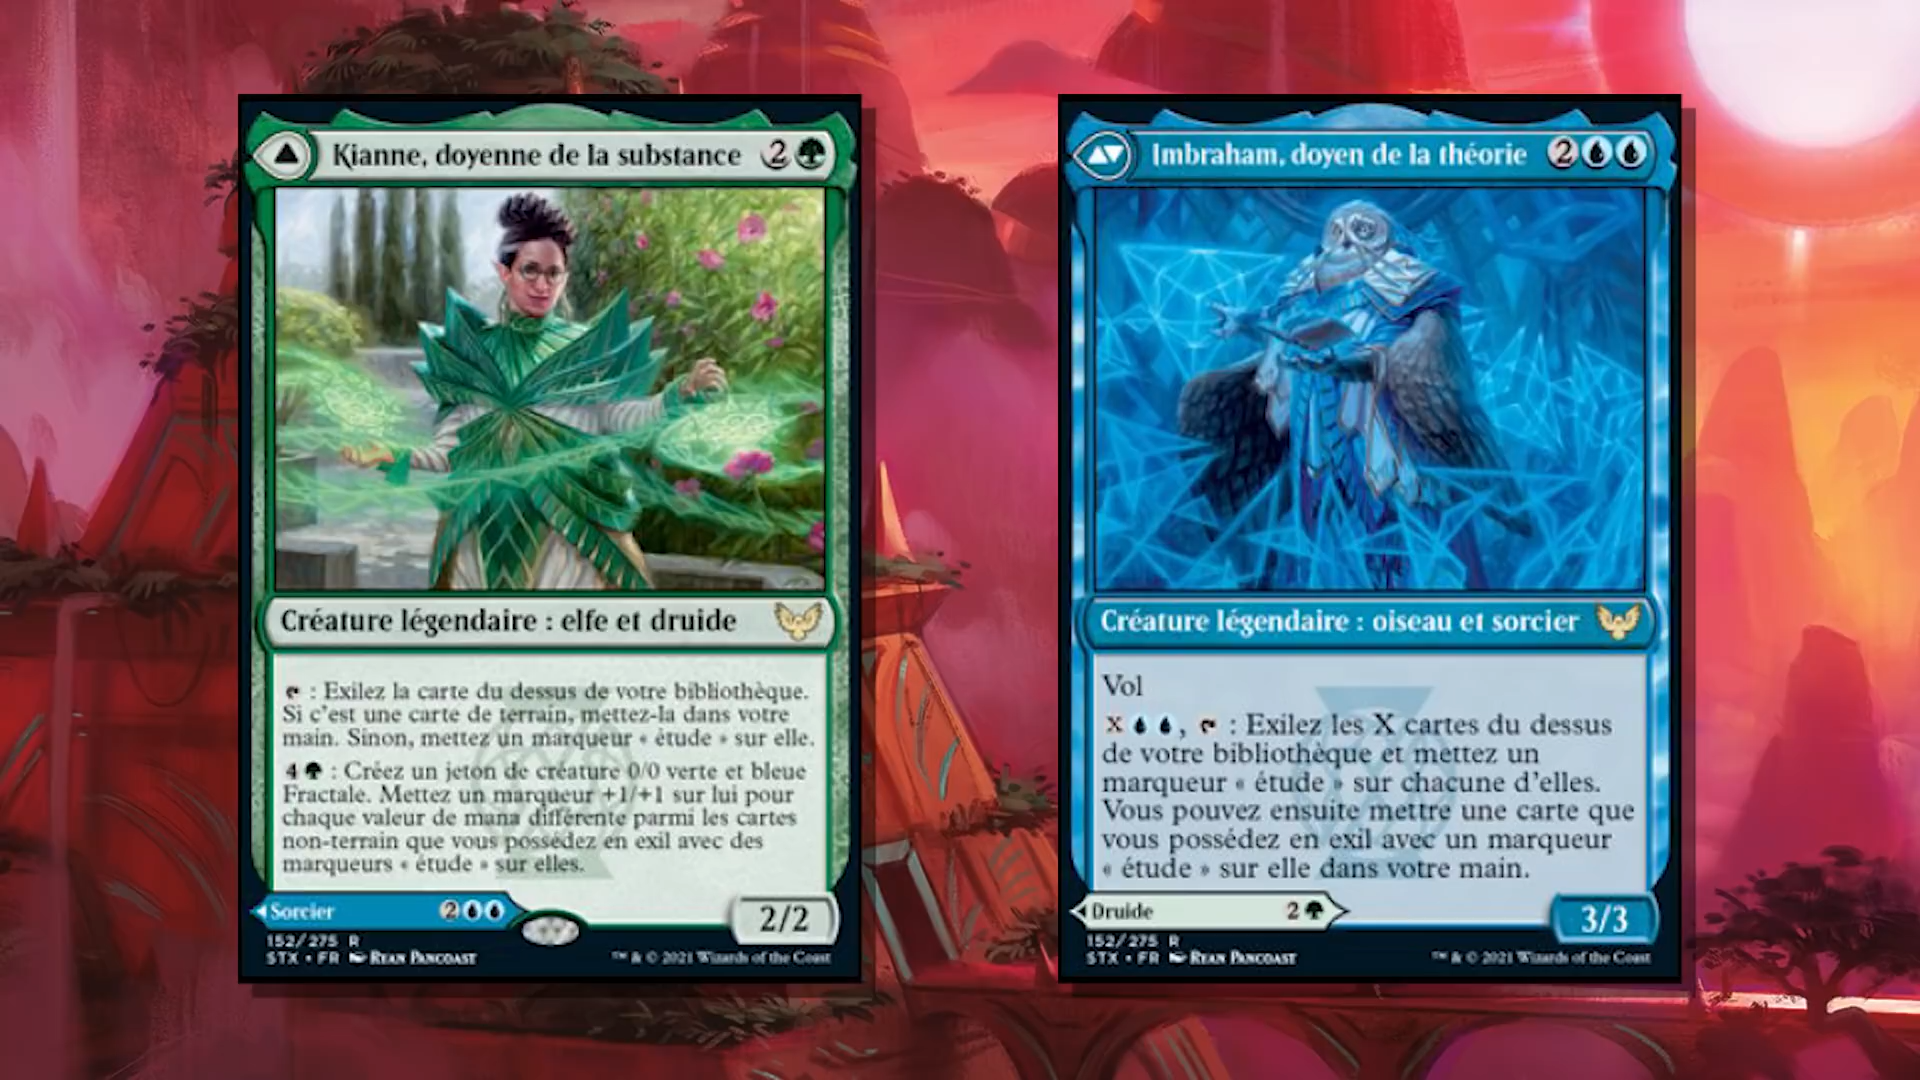 Kianne, doyenne de la substance 2
Créature légendaire : elfe et druide
: Exilez la carte du dessus de votre bibliothèque.
Si c'est une carte de terrain, mettez-la dans votre
main. Sinon, mettez un marqueur « étude » sur elle.
4 : Créez un jeton de créature 0/0 verte et bleue
Fractale. Mettez un marqueur +1/+1 sur lui pour
chaque valeur de mana différente parmi les cartes
non-terrain que vous possédez en exil avec des
marqueurs « étude » sur elles.
Sorcier 2
2/2
152/275 R
STX • FR Ryan Pancoast
™ & © 2021 Wizards of the Coast
Imbraham, doyen de la théorie 2
Créature légendaire : oiseau et sorcier
Vol
X , : Exilez les X cartes du dessus
de votre bibliothèque et mettez un
marqueur « étude » sur chacune d'elles.
Vous pouvez ensuite mettre une carte que
vous possédez en exil avec un marqueur
« étude » sur elle dans votre main.
Druide 2
3/3
152/275 R
STX • FR Ryan Pancoast
™ & © 2021 Wizards of the Coast